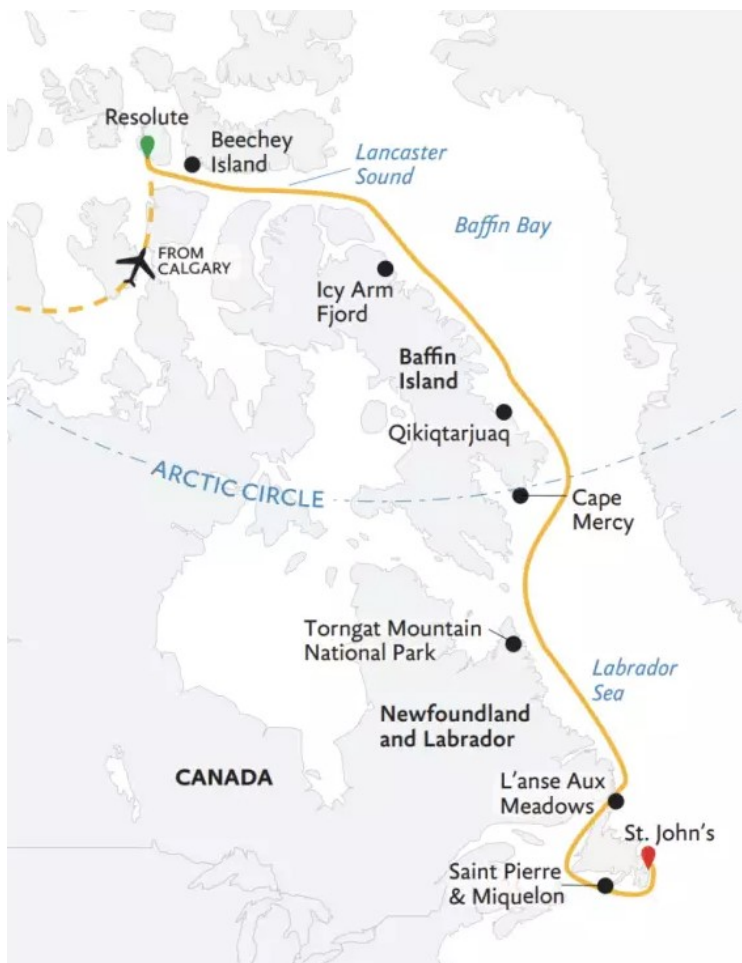 Resolute
Beechey
Island
Lancaster
Sound
Baffin Bay
FROM
CALGARY
Icy Arm
Fjord
Baffin
Island
Qikiqtarjuaq
ARCTIC CIRCLE
Cape
Mercy
Torngat Mountain
National Park
Labrador
Sea
Newfoundland
and Labrador
CANADA
L'anse Aux
Meadows
St. John's
Saint Pierre
& Miquelon